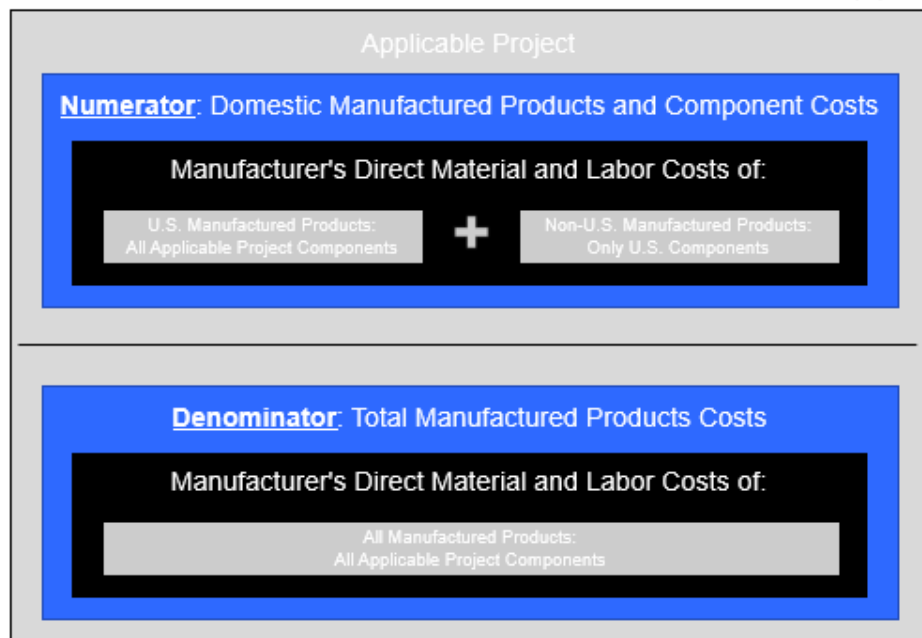 Applicable Project
Numerator: Domestic Manufactured Products and Component Costs
Manufacturer's Direct Material and Labor Costs of:
U.S. Manufactured Products:
All Applicable Project Components
+
Non-U.S. Manufactured Products:
Only U.S. Components
Denominator: Total Manufactured Products Costs
Manufacturer's Direct Material and Labor Costs of:
All Manufactured Products:
All Applicable Project Components